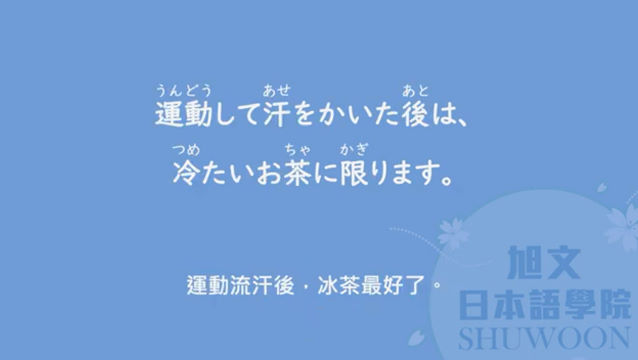 うんどう あせ あと
運動して汗をかいた後は、
つめ ちゃ かぎ
冷たいお茶に限ります。
運動流汗後，冰茶最好了。
旭文
日本語學院
SHUWOON